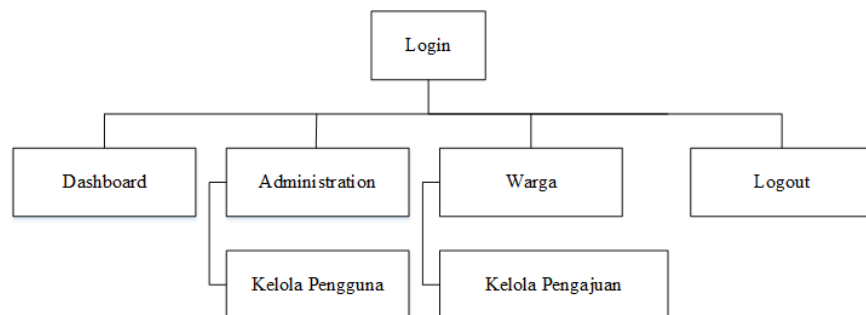 Login
Dashboard
Administration
Warga
Logout
Kelola Pengguna
Kelola Pengajuan